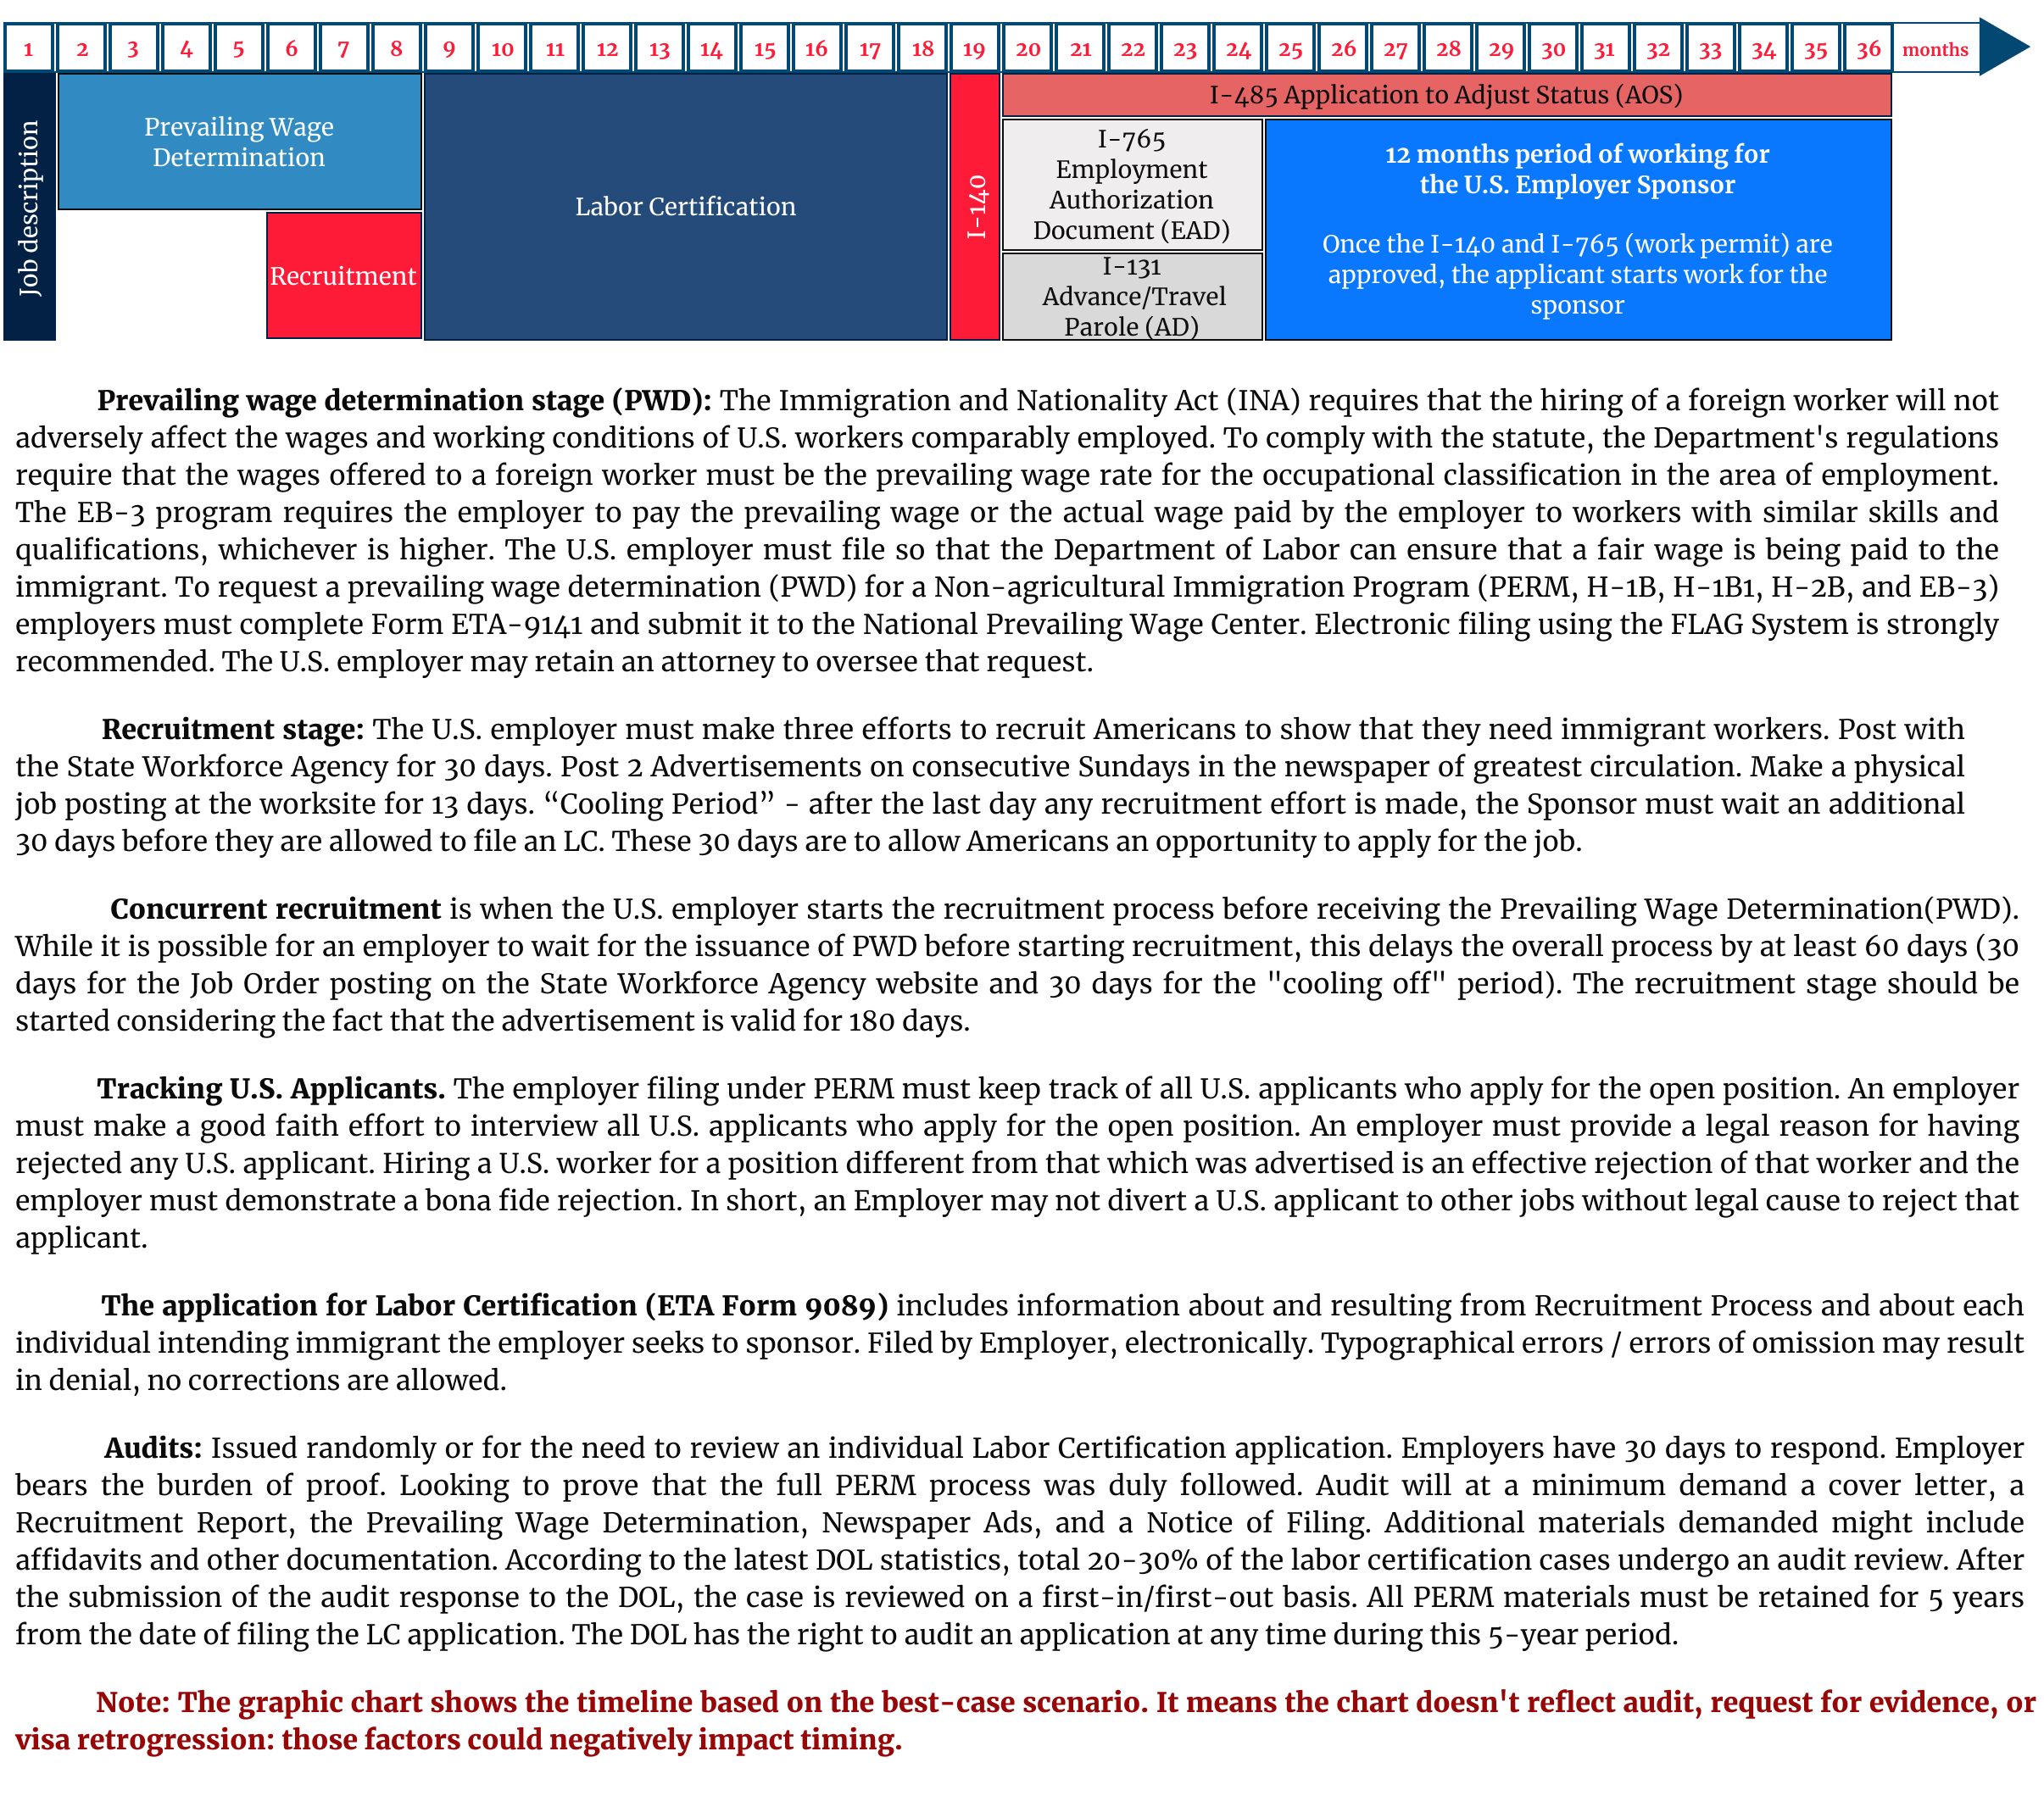 1 2 3 4 5 6 7 8 9 10 11 12 13 14 15 16 17 18 19 20 21 22 23 24 25 26 27 28 29 30 31 32 33 34 35 36 months
Job description
Prevailing Wage
Determination
Recruitment
Labor Certification
I-140
I-485 Application to Adjust Status (AOS)
I-765
Employment
Authorization
Document (EAD)
I-131
Advance/Travel
Parole (AD)
12 months period of working for
the U.S. Employer Sponsor
Once the I-140 and I-765 (work permit) are
approved, the applicant starts work for the
sponsor
Prevailing wage determination stage (PWD): The Immigration and Nationality Act (INA) requires that the hiring of a foreign worker will not
adversely affect the wages and working conditions of U.S. workers comparably employed. To comply with the statute, the Department's regulations
require that the wages offered to a foreign worker must be the prevailing wage rate for the occupational classification in the area of employment.
The EB-3 program requires the employer to pay the prevailing wage or the actual wage paid by the employer to workers with similar skills and
qualifications, whichever is higher. The U.S. employer must file so that the Department of Labor can ensure that a fair wage is being paid to the
immigrant. To request a prevailing wage determination (PWD) for a Non-agricultural Immigration Program (PERM, H-1B, H-1B1, H-2B, and EB-3)
employers must complete Form ETA-9141 and submit it to the National Prevailing Wage Center. Electronic filing using the FLAG System is strongly
recommended. The U.S. employer may retain an attorney to oversee that request.
Recruitment stage: The U.S. employer must make three efforts to recruit Americans to show that they need immigrant workers. Post with
the State Workforce Agency for 30 days. Post 2 Advertisements on consecutive Sundays in the newspaper of greatest circulation. Make a physical
job posting at the worksite for 13 days. “Cooling Period” - after the last day any recruitment effort is made, the Sponsor must wait an additional
30 days before they are allowed to file an LC. These 30 days are to allow Americans an opportunity to apply for the job.
Concurrent recruitment is when the U.S. employer starts the recruitment process before receiving the Prevailing Wage Determination(PWD).
While it is possible for an employer to wait for the issuance of PWD before starting recruitment, this delays the overall process by at least 60 days (30
days for the Job Order posting on the State Workforce Agency website and 30 days for the "cooling off" period). The recruitment stage should be
started considering the fact that the advertisement is valid for 180 days.
Tracking U.S. Applicants. The employer filing under PERM must keep track of all U.S. applicants who apply for the open position. An employer
must make a good faith effort to interview all U.S. applicants who apply for the open position. An employer must provide a legal reason for having
rejected any U.S. applicant. Hiring a U.S. worker for a position different from that which was advertised is an effective rejection of that worker and the
employer must demonstrate a bona fide rejection. In short, an Employer may not divert a U.S. applicant to other jobs without legal cause to reject that
applicant.
The application for Labor Certification (ETA Form 9089) includes information about and resulting from Recruitment Process and about each
individual intending immigrant the employer seeks to sponsor. Filed by Employer, electronically. Typographical errors / errors of omission may result
in denial, no corrections are allowed.
Audits: Issued randomly or for the need to review an individual Labor Certification application. Employers have 30 days to respond. Employer
bears the burden of proof. Looking to prove that the full PERM process was duly followed. Audit will at a minimum demand a cover letter, a
Recruitment Report, the Prevailing Wage Determination, Newspaper Ads, and a Notice of Filing. Additional materials demanded might include
affidavits and other documentation. According to the latest DOL statistics, total 20-30% of the labor certification cases undergo an audit review. After
the submission of the audit response to the DOL, the case is reviewed on a first-in/first-out basis. All PERM materials must be retained for 5 years
from the date of filing the LC application. The DOL has the right to audit an application at any time during this 5-year period.
Note: The graphic chart shows the timeline based on the best-case scenario. It means the chart doesn't reflect audit, request for evidence, or
visa retrogression: those factors could negatively impact timing.